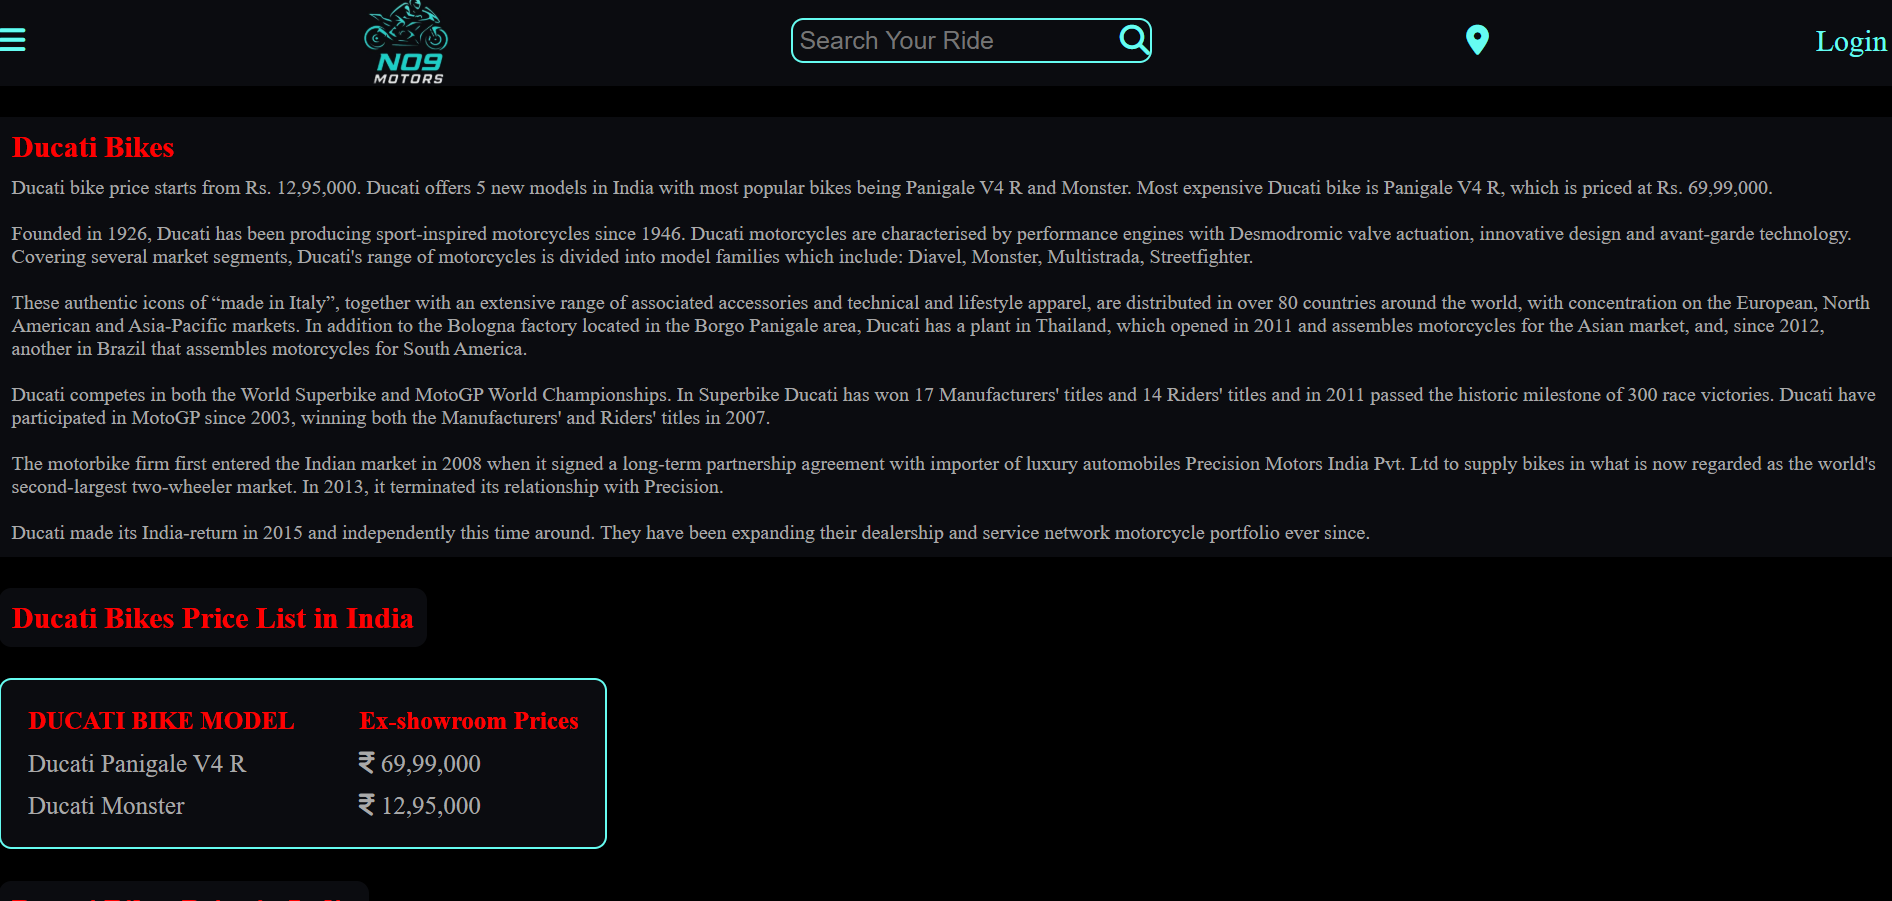 NO9
MOTORS
Search Your Ride
Login
Ducati Bikes
Ducati bike price starts from Rs. 12,95,000. Ducati offers 5 new models in India with most popular bikes being Panigale V4 R and Monster. Most expensive Ducati bike is Panigale V4 R, which is priced at Rs. 69,99,000.
Founded in 1926, Ducati has been producing sport-inspired motorcycles since 1946. Ducati motorcycles are characterised by performance engines with Desmodromic valve actuation, innovative design and avant-garde technology.
Covering several market segments, Ducati's range of motorcycles is divided into model families which include: Diavel, Monster, Multistrada, Streetfighter.
These authentic icons of “made in Italy”, together with an extensive range of associated accessories and technical and lifestyle apparel, are distributed in over 80 countries around the world, with concentration on the European, North
American and Asia-Pacific markets. In addition to the Bologna factory located in the Borgo Panigale area, Ducati has a plant in Thailand, which opened in 2011 and assembles motorcycles for the Asian market, and, since 2012,
another in Brazil that assembles motorcycles for South America.
Ducati competes in both the World Superbike and MotoGP World Championships. In Superbike Ducati has won 17 Manufacturers' titles and 14 Riders' titles and in 2011 passed the historic milestone of 300 race victories. Ducati have
participated in MotoGP since 2003, winning both the Manufacturers' and Riders' titles in 2007.
The motorbike firm first entered the Indian market in 2008 when it signed a long-term partnership agreement with importer of luxury automobiles Precision Motors India Pvt. Ltd to supply bikes in what is now regarded as the world's
second-largest two-wheeler market. In 2013, it terminated its relationship with Precision.
Ducati made its India-return in 2015 and independently this time around. They have been expanding their dealership and service network motorcycle portfolio ever since.
Ducati Bikes Price List in India
DUCATI BIKE MODEL Ex-showroom Prices
Ducati Panigale V4 R ₹ 69,99,000
Ducati Monster ₹ 12,95,000